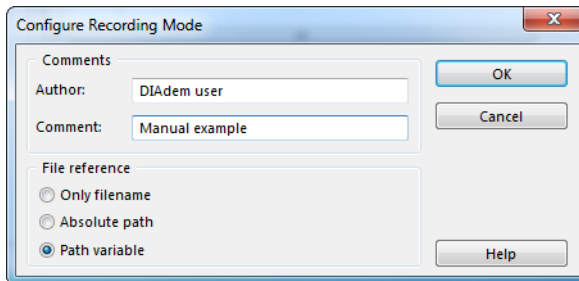 Configure Recording Mode
Comments
Author: DIAdem user
Comment: Manual example
File reference
Only filename
Absolute path
Path variable
OK
Cancel
Help